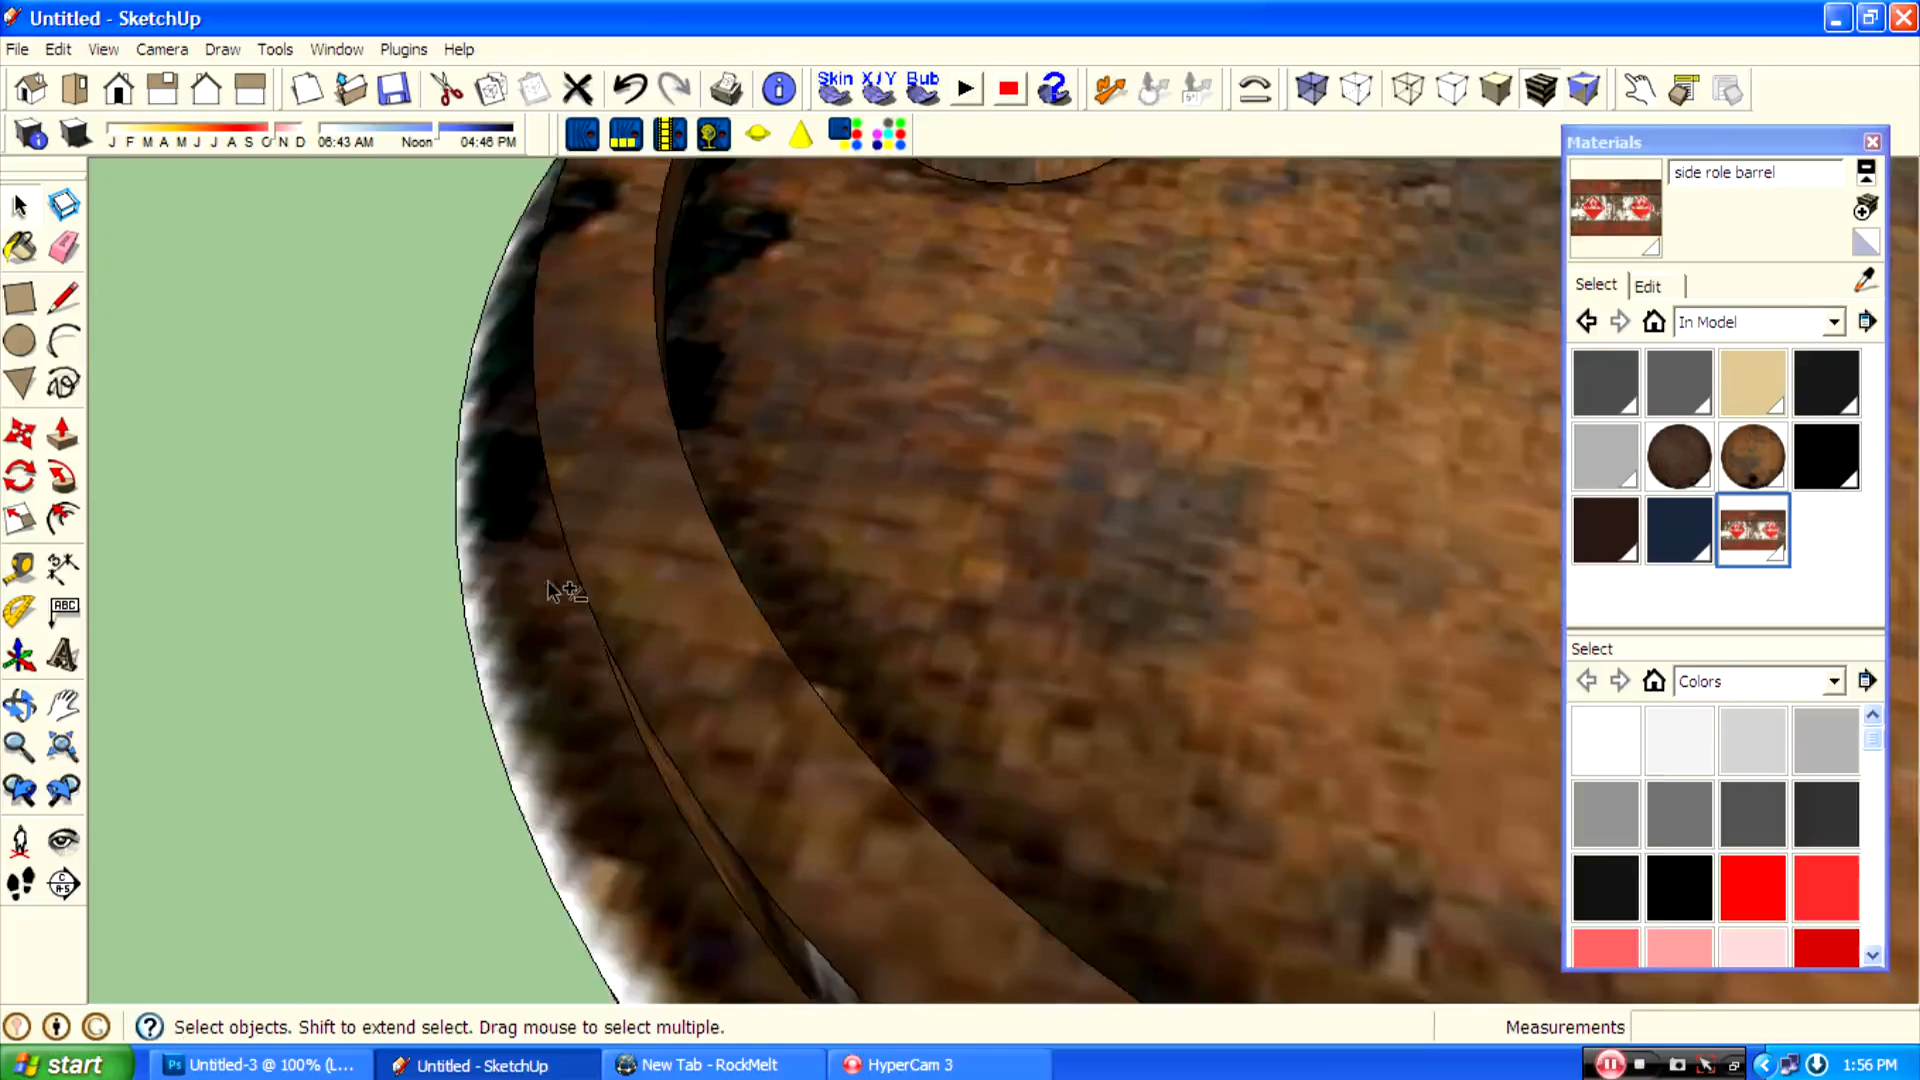 Untitled - SketchUp
File Edit View Camera Draw Tools Window Plugins Help
Skin X/Y Bub
J F M A M J J A S O N D 06:43 AM Noon 04:46 PM
Materials
side role barrel
Select Edit
In Model
ABC
Select
Colors
Select objects. Shift to extend select. Drag mouse to select multiple.
Measurements
start
Ps Untitled-3 @ 100% (L...
Untitled - SketchUp
New Tab - RockMelt
HyperCam 3
1:56 PM